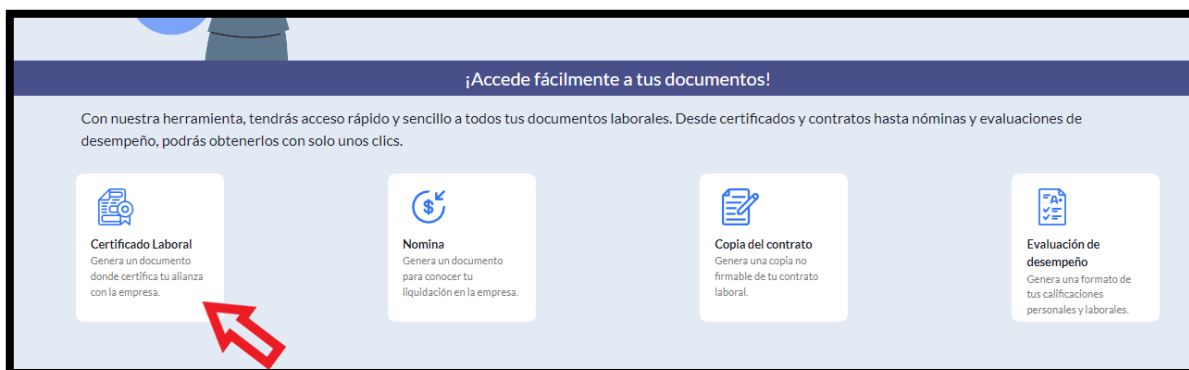 ¡Accede fácilmente a tus documentos!
Con nuestra herramienta, tendrás acceso rápido y sencillo a todos tus documentos laborales. Desde certificados y contratos hasta nóminas y evaluaciones de
desempeño, podrás obtenerlos con solo unos clics.
Certificado Laboral
Genera un documento
donde certifica tu alianza
con la empresa.
$
Nomina
Genera un documento
para conocer tu
liquidación en la empresa.
Copia del contrato
Genera una copia no
firmable de tu contrato
laboral.
A+
Evaluación de
desempeño
Genera una formato de
tus calificaciones
personales y laborales.